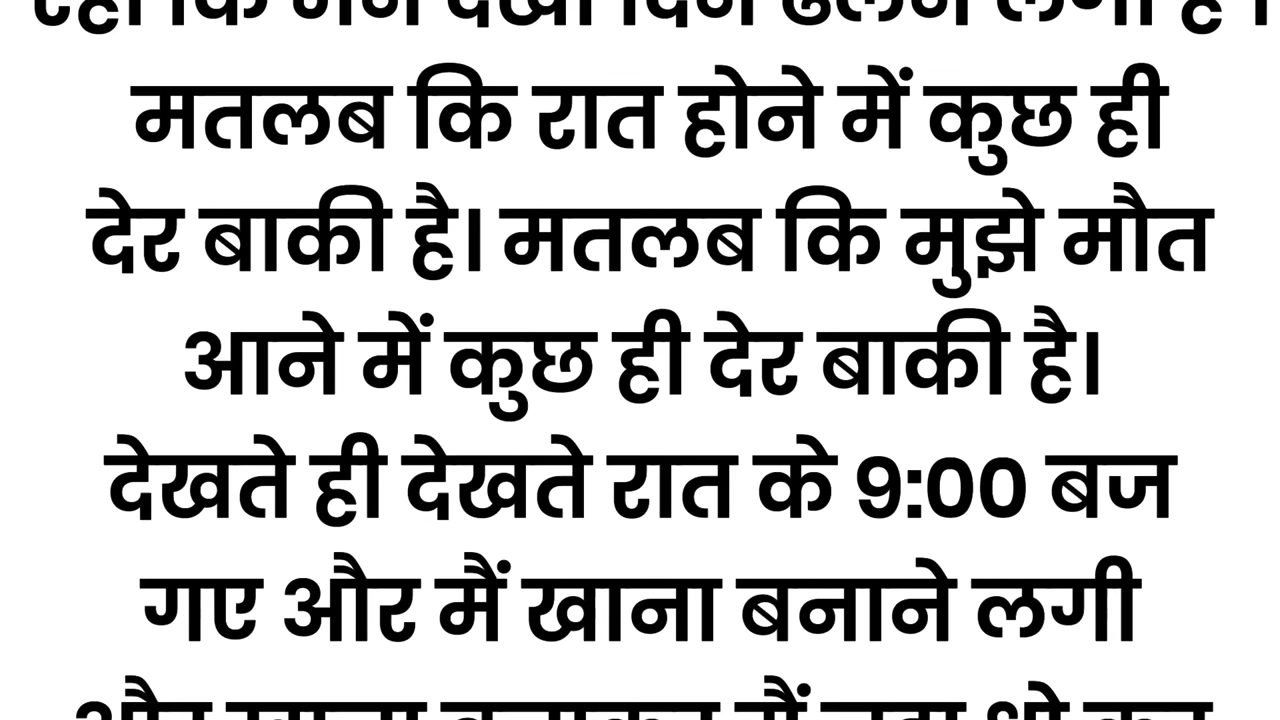 मतलब कि रात होने में कुछ ही
देर बाकी है। मतलब कि मुझे मौत
आने में कुछ ही देर बाकी है।
देखते ही देखते रात के 9:00 बज
गए और मैं खाना बनाने लगी